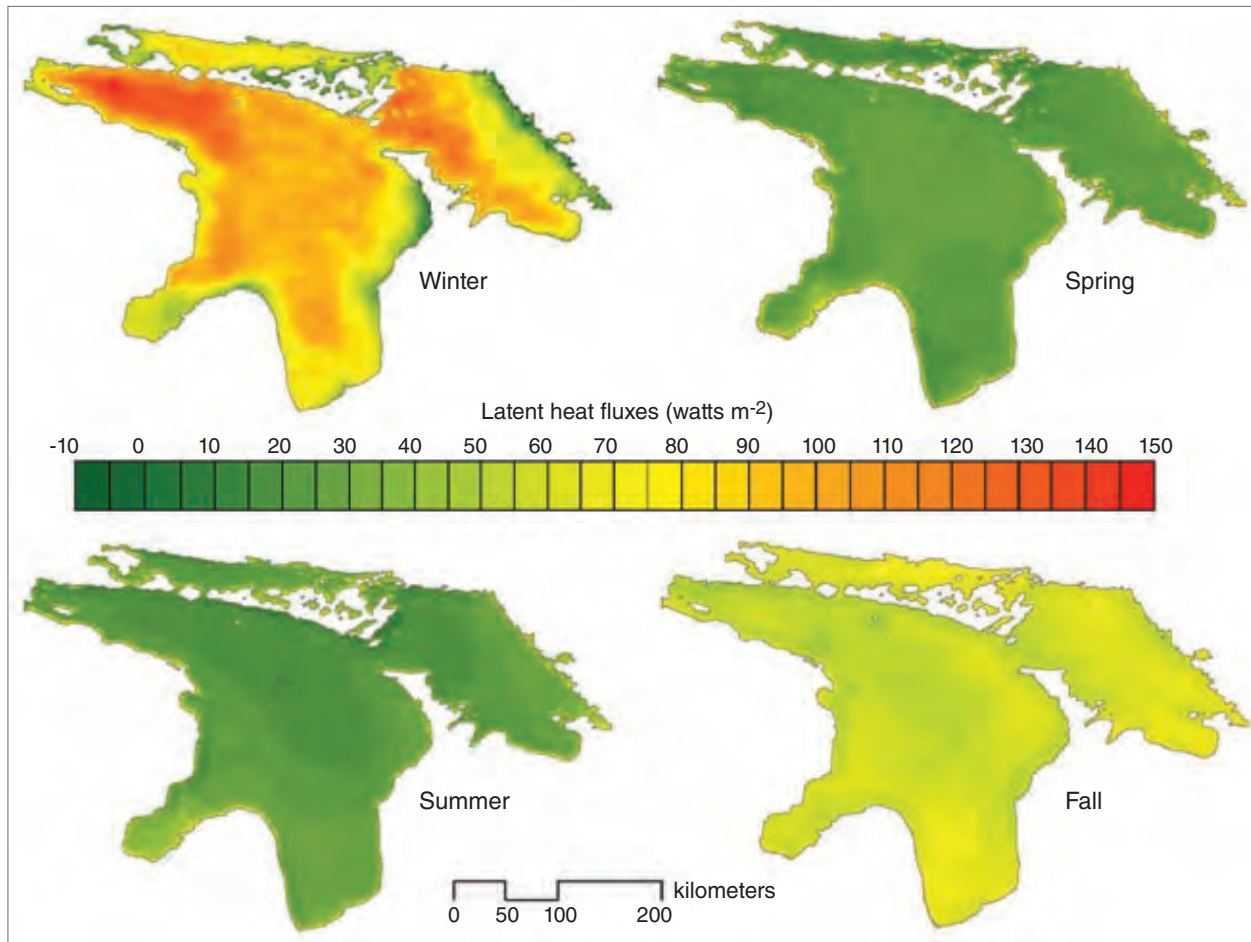 Winter
Spring
Latent heat fluxes (watts m-2)
-10 0 10 20 30 40 50 60 70 80 90 100 110 120 130 140 150
Summer
Fall
kilometers
0 50 100 200